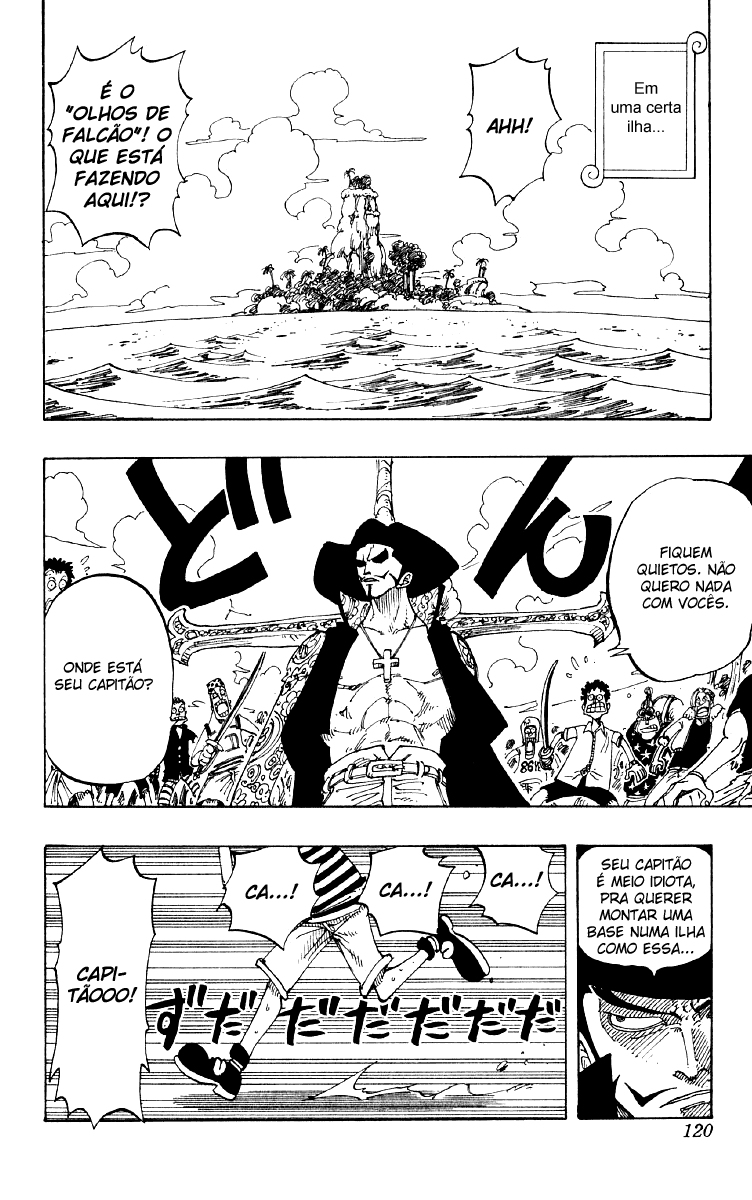 Em
uma certa
ilha...
AHH!
É O
"OLHOS DE
FALCÃO"! O
QUE ESTÁ
FAZENDO
AQUI!?
ドん
FIQUEM
QUIETOS. NÃO
QUERO NADA
COM VOCÊS.
ONDE ESTÁ
SEU CAPITÃO?
SEU CAPITÃO
É MEIO IDIOTA,
PRA QUERER
MONTAR UMA
BASE NUMA ILHA
COMO ESSA...
CA...!
CA...!
CA...!
CAPI-
TÃOOO!
ずだだだだだだ
120